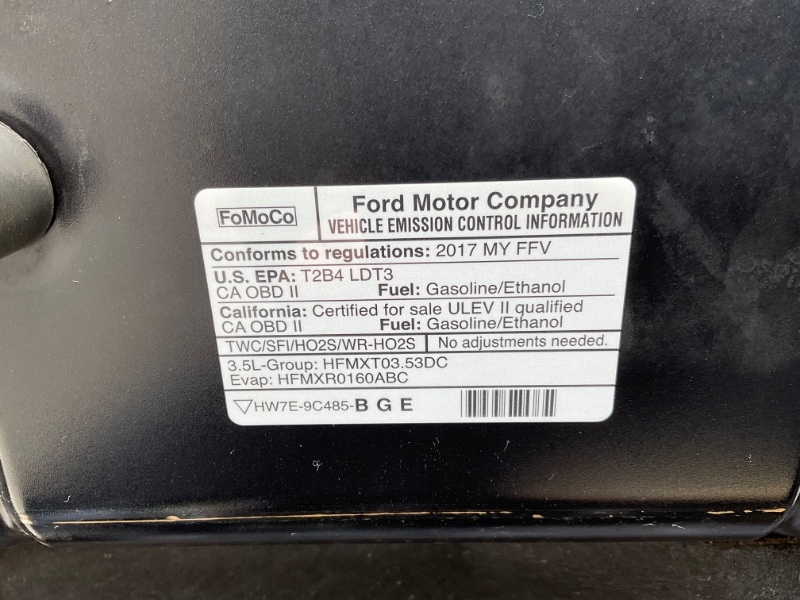 FoMoCo
Ford Motor Company
VEHICLE EMISSION CONTROL INFORMATION
Conforms to regulations: 2017 MY FFV
U.S. EPA: T2B4 LDT3
CA OBD II Fuel: Gasoline/Ethanol
California: Certified for sale ULEV II qualified
CA OBD II Fuel: Gasoline/Ethanol
TWC/SFI/HO2S/WR-HO2S No adjustments needed.
3.5L-Group: HFMXT03.53DC
Evap: HFMXR0160ABC
HW7E-9C485-B G E